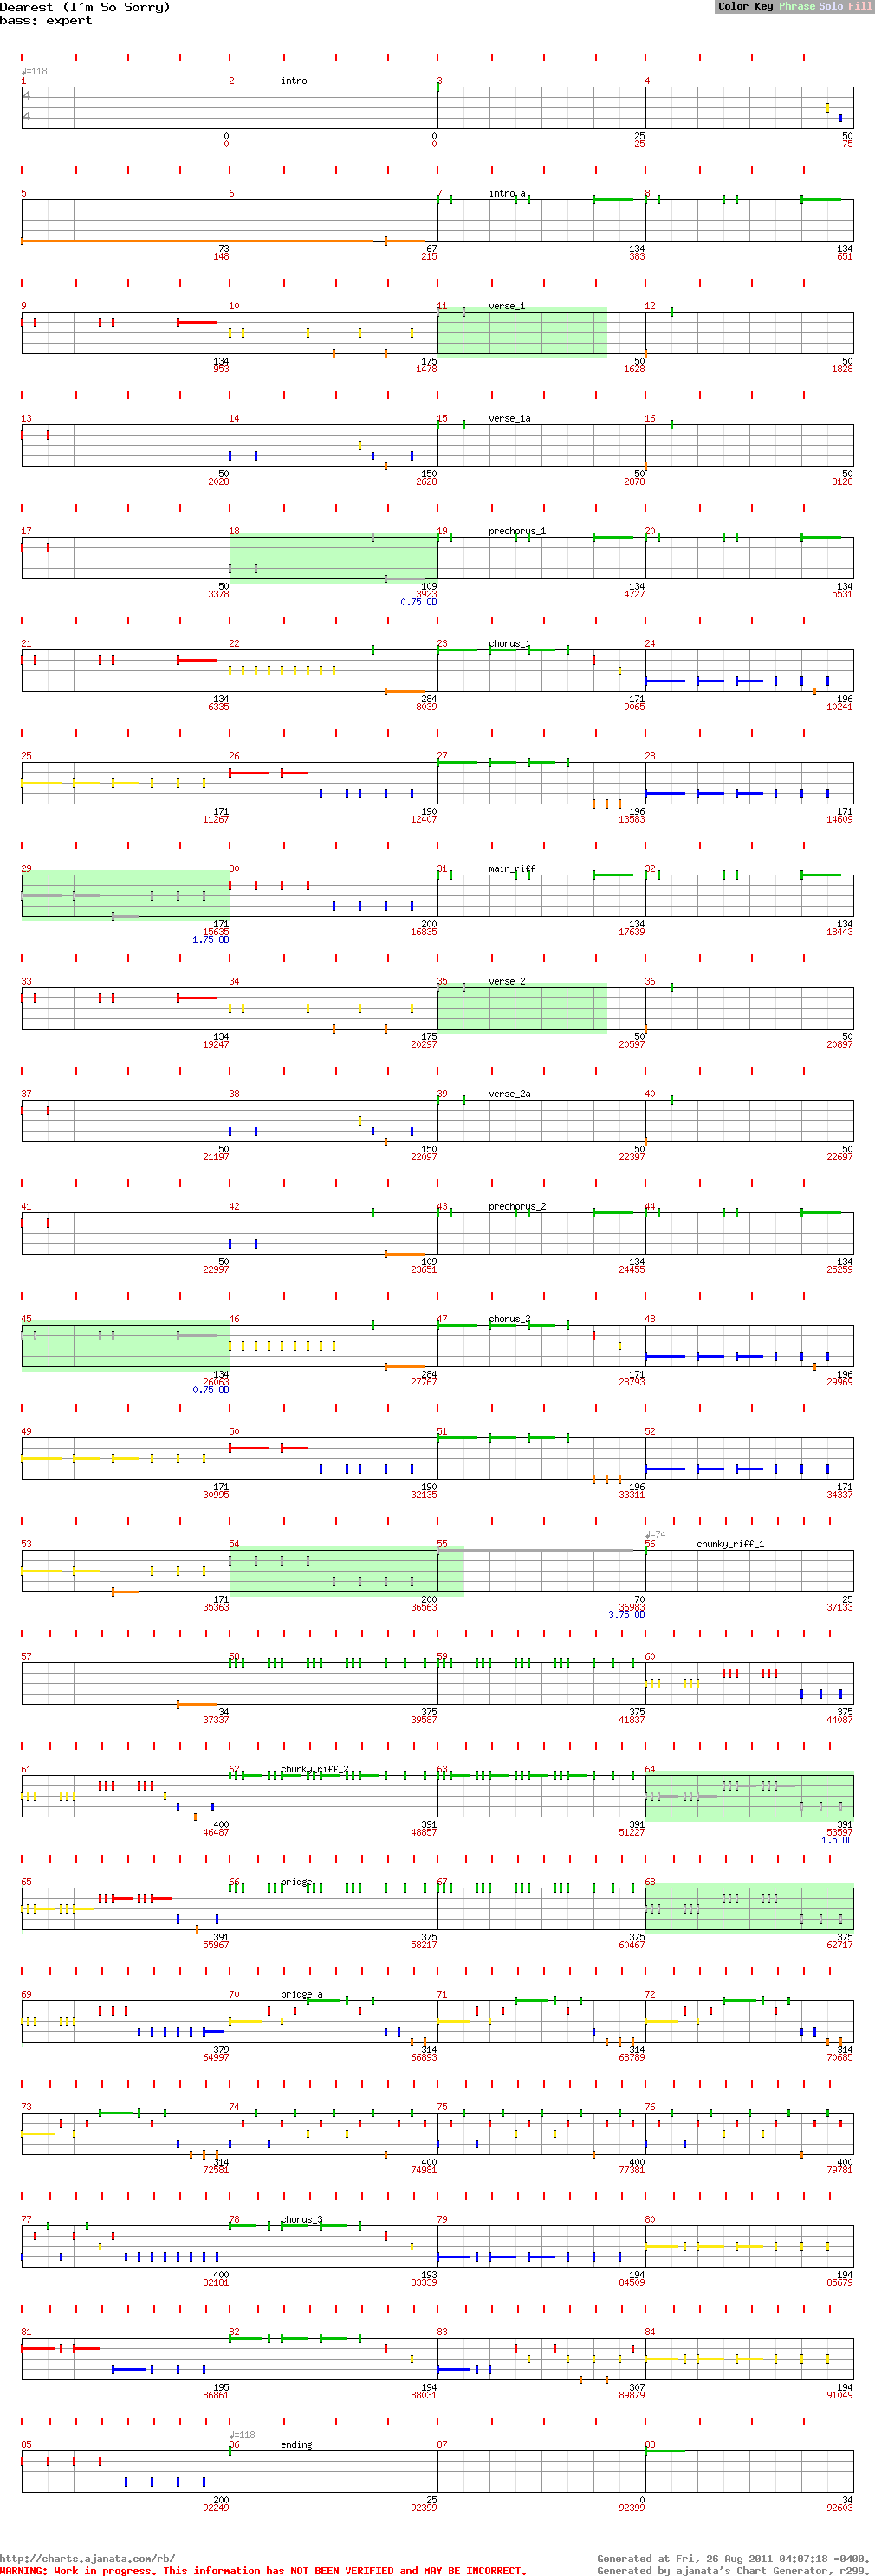 Dearest (I'm So Sorry)
bass: expert
Color Key Phrase Solo Fill
♩=118
1 2 intro 3 4
4
4
0 0 25 50
0 0 25 75
5 6 7 intro_a 8
73 67 134 134
148 215 383 651
9 10 11 verse_1 12
134 175 50 50
953 1478 1628 1828
13 14 15 verse_1a 16
50 150 50 50
2028 2628 2878 3128
17 18 19 prechorus_1 20
50 109 134 134
3378 3923 4727 5531
0.75 OD
21 22 23 chorus_1 24
134 284 171 196
6335 8039 9065 10241
25 26 27 28
171 190 196 171
11267 12407 13583 14609
29 30 31 main_riff 32
171 200 134 134
15635 16835 17639 18443
1.75 OD
33 34 35 verse_2 36
134 175 50 50
19247 20297 20597 20897
37 38 39 verse_2a 40
50 150 50 50
21197 22097 22397 22697
41 42 43 prechorus_2 44
50 109 134 134
22997 23651 24455 25259
45 46 47 chorus_2 48
134 284 171 196
26063 27767 28793 29969
0.75 OD
49 50 51 52
171 190 196 171
30995 32135 33311 34337
♩=74
53 54 55 56 chunky_riff_1
171 200 70 25
35363 36563 36983 37133
3.75 OD
57 58 59 60
34 375 375 375
37337 39587 41837 44087
61 62 chunky_riff_2 63 64
400 391 391 391
46487 48857 51227 53597
1.5 OD
65 66 bridge 67 68
391 375 375 375
55967 58217 60467 62717
69 70 bridge_a 71 72
379 314 314 314
64997 66893 68789 70685
73 74 75 76
314 400 400 400
72581 74981 77381 79781
77 78 chorus_3 79 80
400 193 194 194
82181 83339 84509 85679
81 82 83 84
195 194 307 194
86861 88031 89879 91049
♩=118
85 86 ending 87 88
200 25 0 34
92249 92399 92399 92603
http://charts.ajanata.com/rb/
Generated at Fri, 26 Aug 2011 04:07:18 -0400.
WARNING: Work in progress. This information has NOT BEEN VERIFIED and MAY BE INCORRECT.
Generated by ajanata's Chart Generator, r299.